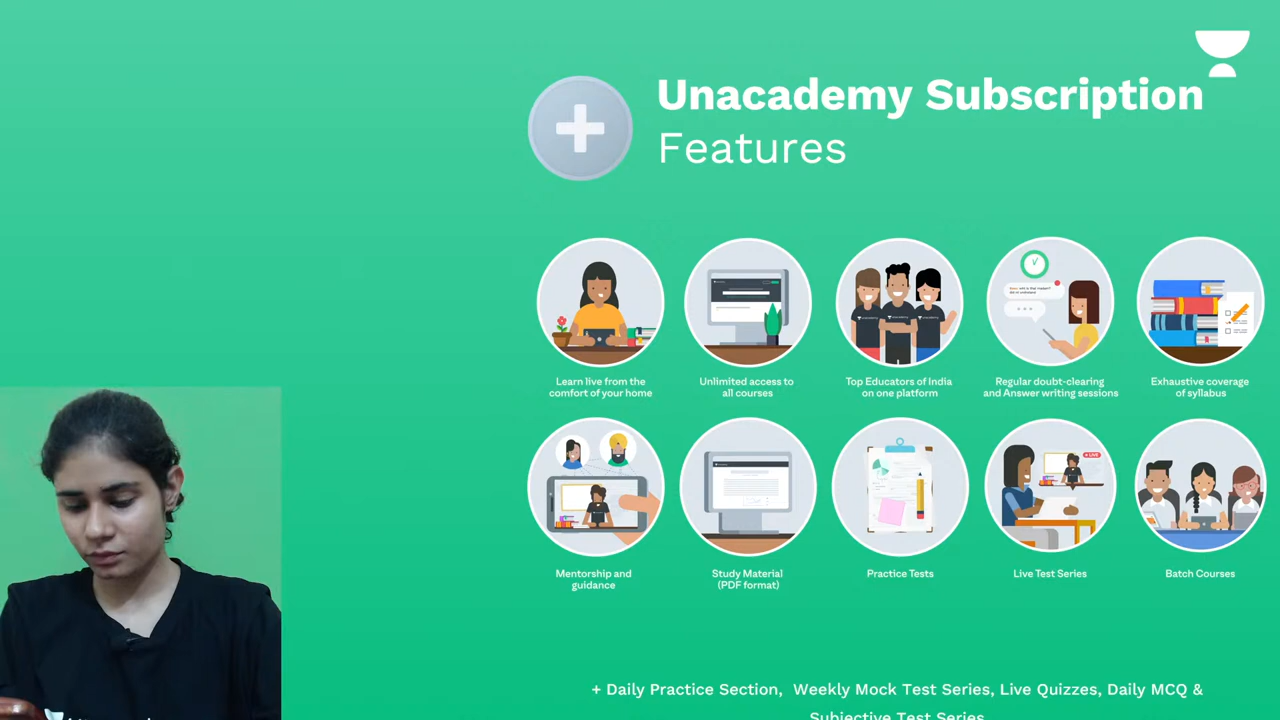 Unacademy Subscription
Features
Learn live from the
comfort of your home
Unlimited access to
all courses
Top Educators of India
on one platform
Regular doubt-clearing
and Answer writing sessions
Exhaustive coverage
of syllabus
LIVE
Mentorship and
guidance
Study Material
(PDF format)
Practice Tests
Live Test Series
Batch Courses
+ Daily Practice Section, Weekly Mock Test Series, Live Quizzes, Daily MCQ &
Subjective Test Series